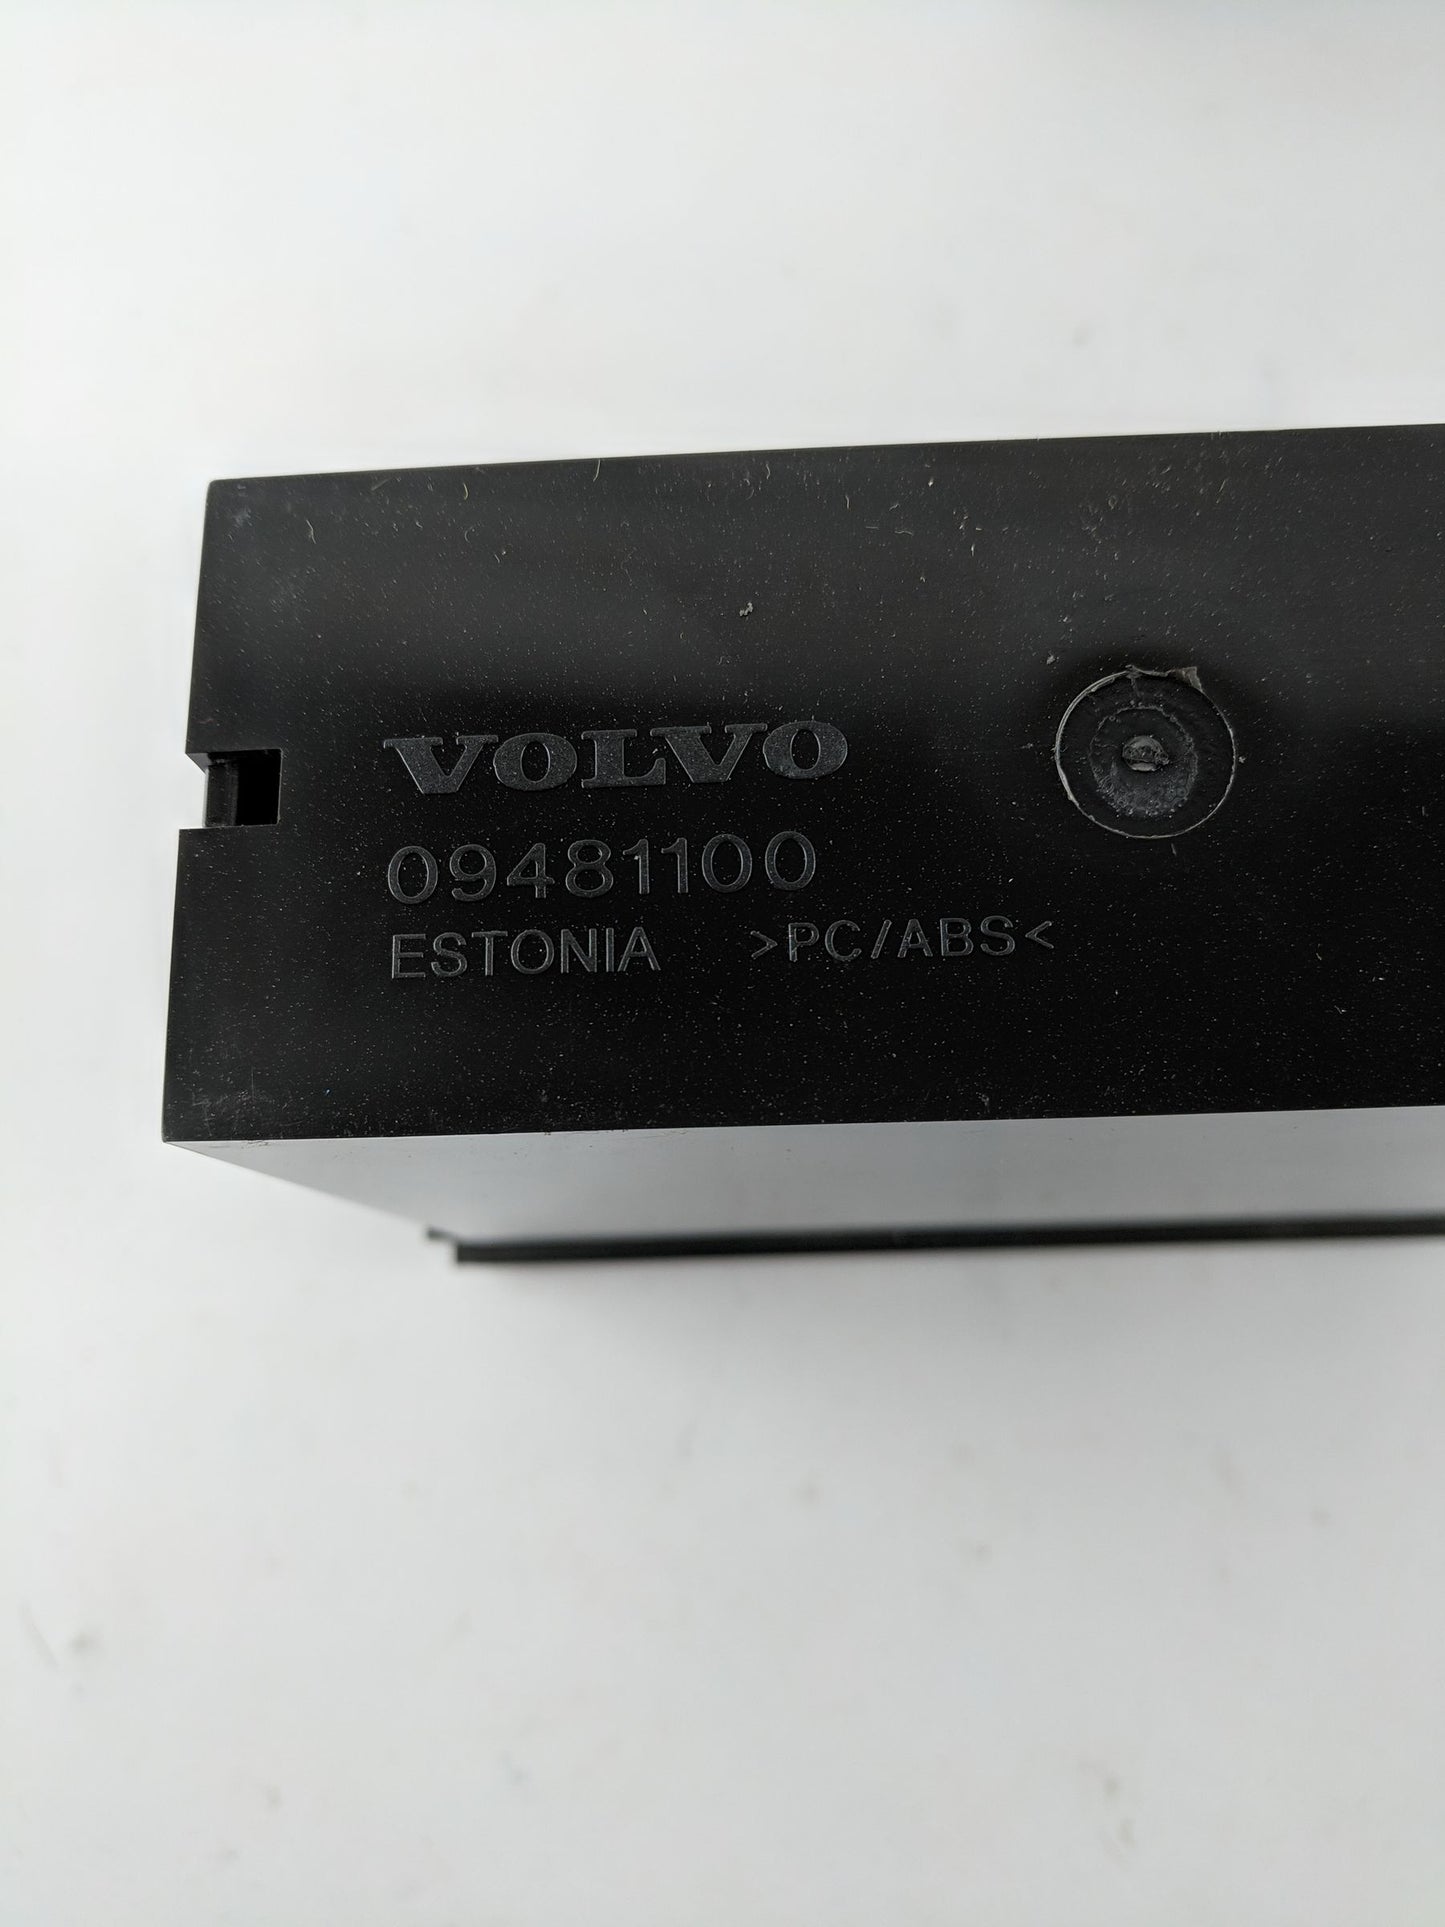 VOLVO
09481100
ESTONIA >PC/ABS<